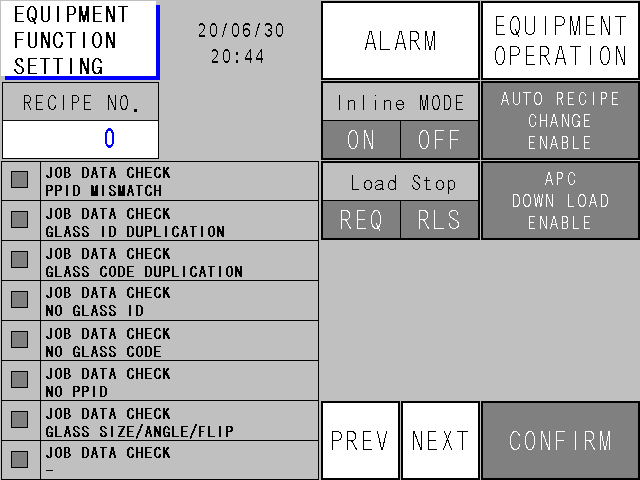 EQUIPMENT
FUNCTION
SETTING
20/06/30
20:44
ALARM
EQUIPMENT
OPERATION
RECIPE NO.
0
Inline MODE
ON OFF
AUTO RECIPE
CHANGE
ENABLE
Load Stop
REQ RLS
APC
DOWN LOAD
ENABLE
JOB DATA CHECK
PPID MISMATCH
JOB DATA CHECK
GLASS ID DUPLICATION
JOB DATA CHECK
GLASS CODE DUPLICATION
JOB DATA CHECK
NO GLASS ID
JOB DATA CHECK
NO GLASS CODE
JOB DATA CHECK
NO PPID
JOB DATA CHECK
GLASS SIZE/ANGLE/FLIP
JOB DATA CHECK
–
PREV NEXT CONFIRM